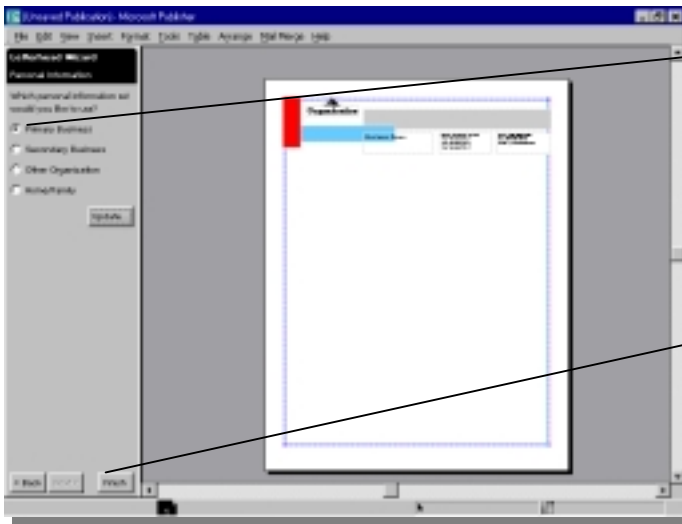 [Unsaved Publication] - Microsoft Publisher
File Edit View Insert Format Tools Table Arrange Mail Merge Help
Letterhead Wizard
Personal Information
Which personal information set
would you like to use?
Primary Business
Secondary Business
Other Organization
Home/Family
Update...
Organization
< Back
Finish